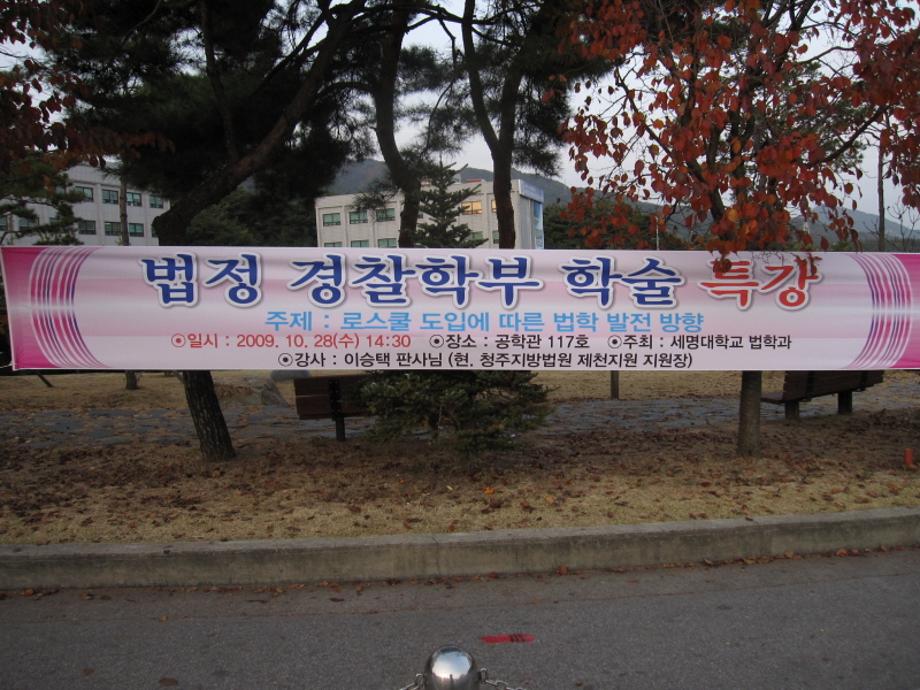 법정 경찰학부 학술 특강
주제 : 로스쿨 도입에 따른 법학 발전 방향
⊙일시 : 2009. 10. 28(수) 14:30 ⊙장소 : 공학관 117호 ⊙주최 : 세명대학교 법학과
⊙강사 : 이승택 판사님 (현. 청주지방법원 제천지원 지원장)